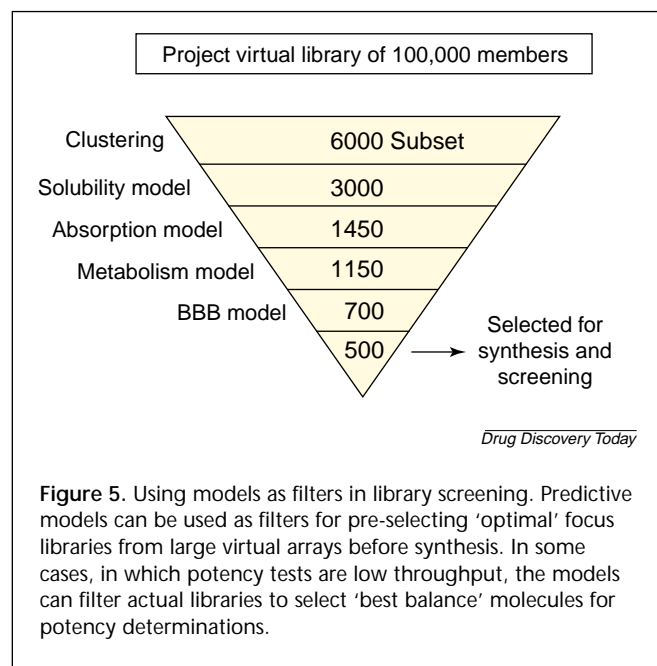 Project virtual library of 100,000 members
Clustering 6000 Subset
Solubility model 3000
Absorption model 1450
Metabolism model 1150
BBB model 700
500
Selected for
synthesis and
screening
Drug Discovery Today
Figure 5. Using models as filters in library screening. Predictive
models can be used as filters for pre-selecting ‘optimal’ focus
libraries from large virtual arrays before synthesis. In some
cases, in which potency tests are low throughput, the models
can filter actual libraries to select ‘best balance’ molecules for
potency determinations.